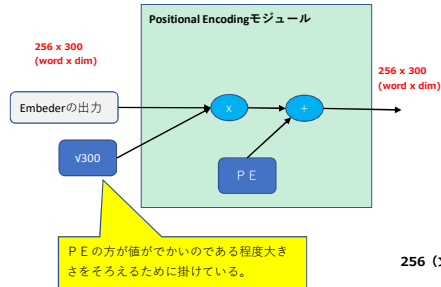 Positional Encodingモジュール
256 x 300
(word x dim)
256 x 300
(word x dim)
Embederの出力
x
+
√300
ＰＥ
ＰＥの方が値がでかいのである程度大き
さをそろえるために掛けている。
256（